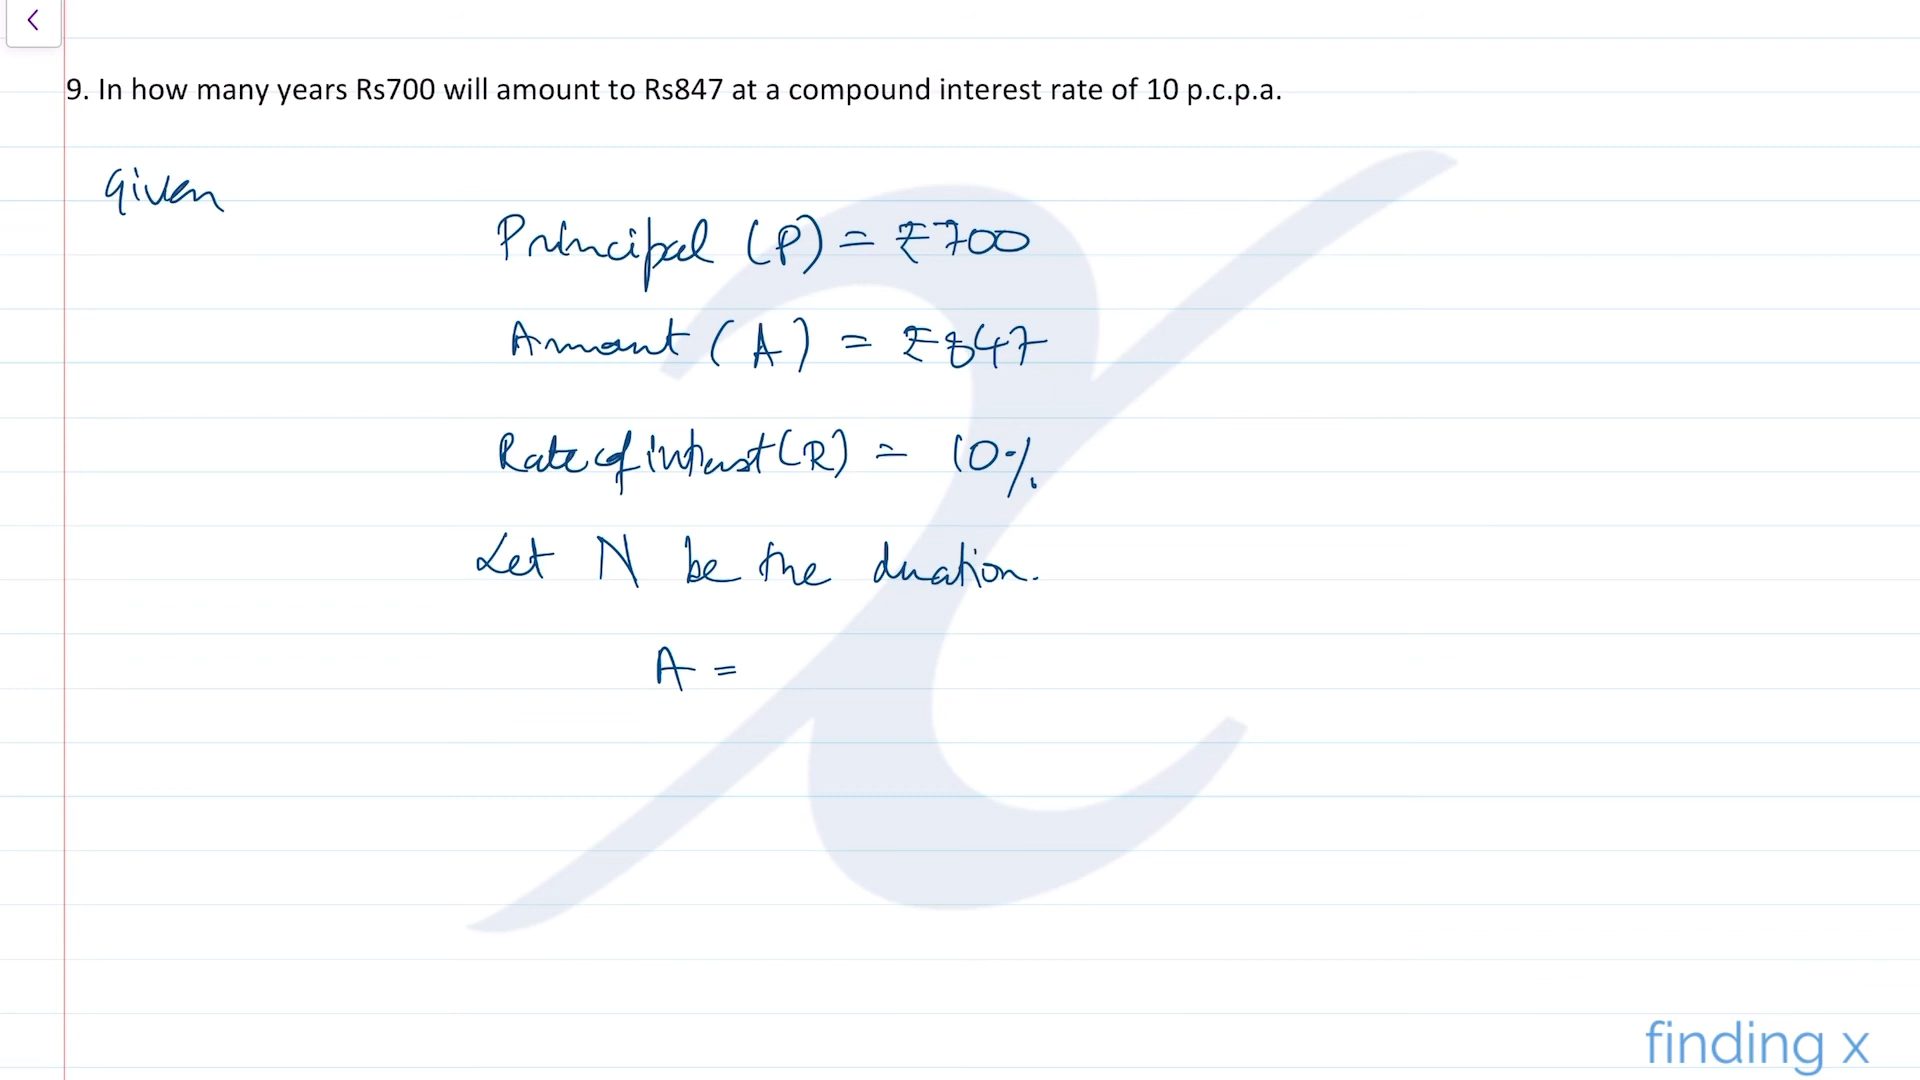 9. In how many years Rs700 will amount to Rs847 at a compound interest rate of 10 p.c.p.a.
Given
Principal (P) = ₹700
Amount (A) = ₹847
Rate of interest (R) = 10%
Let N be the duation.
A =
finding x